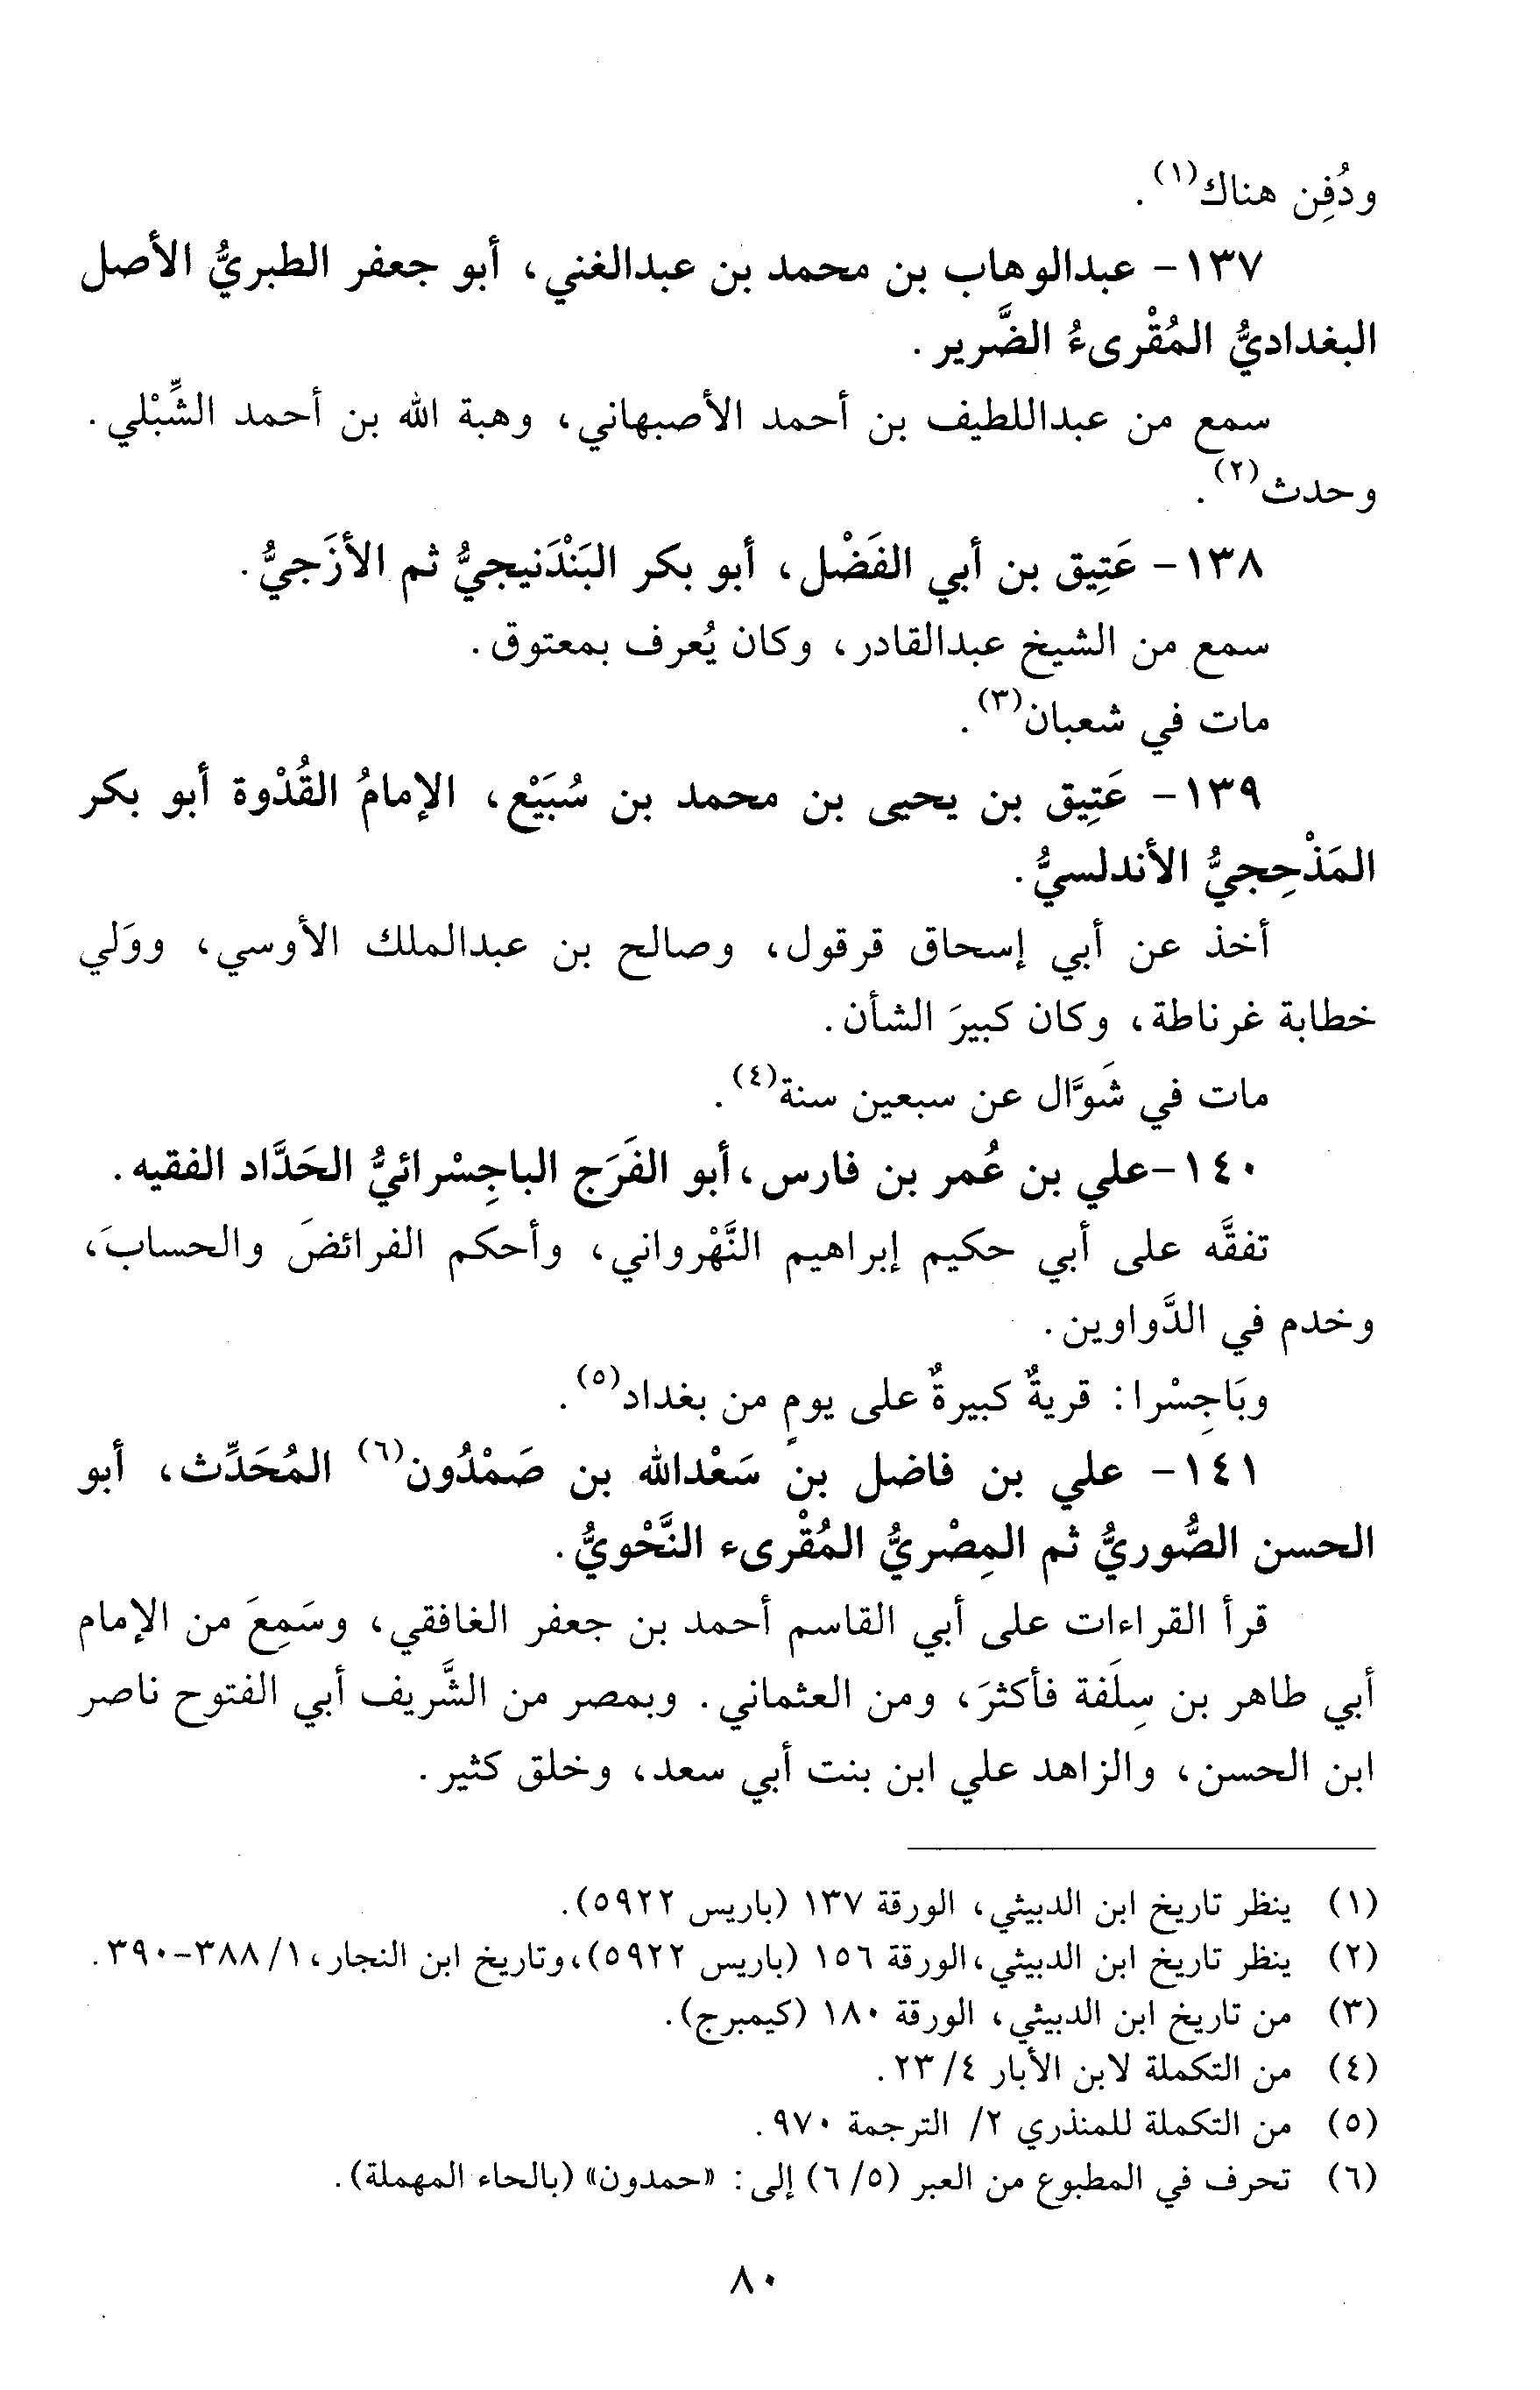 ودُفِن هناك(١).
١٣٧- عبدالوهاب بن محمد بن عبدالغني، أبو جعفر الطبريُّ الأصل
البغداديُّ المُقْرىءُ الضَّرير.
سمع من عبداللطيف بن أحمد الأصبهاني، وهبة الله بن أحمد الشِّبْلي.
وحدث(٢).
١٣٨- عَتِيق بن أبي الفَضْل، أبو بكر البَنْدَنيجيُّ ثم الأزَجيُّ.
سمع من الشيخ عبدالقادر، وكان يُعرف بمعتوق.
مات في شعبان(٣).
١٣٩- عَتِيق بن يحيى بن محمد بن سُبَيْع، الإمامُ القُدْوة أبو بكر
المَذْحِجيُّ الأندلسيُّ.
أخذ عن أبي إسحاق قرقول، وصالح بن عبدالملك الأوسي، ووَلي
خطابة غرناطة، وكان كبيرَ الشأن.
مات في شَوَّال عن سبعين سنة(٤).
١٤٠-علي بن عُمر بن فارس، أبو الفَرَج الباجِسْرائيُّ الحَدَّاد الفقيه.
تفقَّه على أبي حكيم إبراهيم النَّهْرواني، وأحكم الفرائضَ والحسابَ،
وخدم في الدَّواوين.
وبَاجِسْرا: قريةٌ كبيرةٌ على يومٍ من بغداد(٥).
١٤١- علي بن فاضل بن سَعْدالله بن صَمْدُون(٦) المُحَدِّث، أبو
الحسن الصُّوريُّ ثم المِصْريُّ المُقْرىء النَّحْويُّ.
قرأ القراءات على أبي القاسم أحمد بن جعفر الغافقي، وسَمِعَ من الإمام
أبي طاهر بن سِلَفة فأكثرَ، ومن العثماني. وبمصر من الشَّريف أبي الفتوح ناصر
ابن الحسن، والزاهد علي ابن بنت أبي سعد، وخلق كثير.
(١) ينظر تاريخ ابن الدبيثي، الورقة ١٣٧ (باريس ٥٩٢٢).
(٢) ينظر تاريخ ابن الدبيثي، الورقة ١٥٦ (باريس ٥٩٢٢)، وتاريخ ابن النجار، ١/ ٣٨٨-٣٩٠.
(٣) من تاريخ ابن الدبيثي، الورقة ١٨٠ (كيمبرج).
(٤) من التكملة لابن الأبار ٤/ ٢٣.
(٥) من التكملة للمنذري ٢/ الترجمة ٩٧٠.
(٦) تحرف في المطبوع من العبر (٥/ ٦) إلى: «حمدون» (بالحاء المهملة).
٨٠